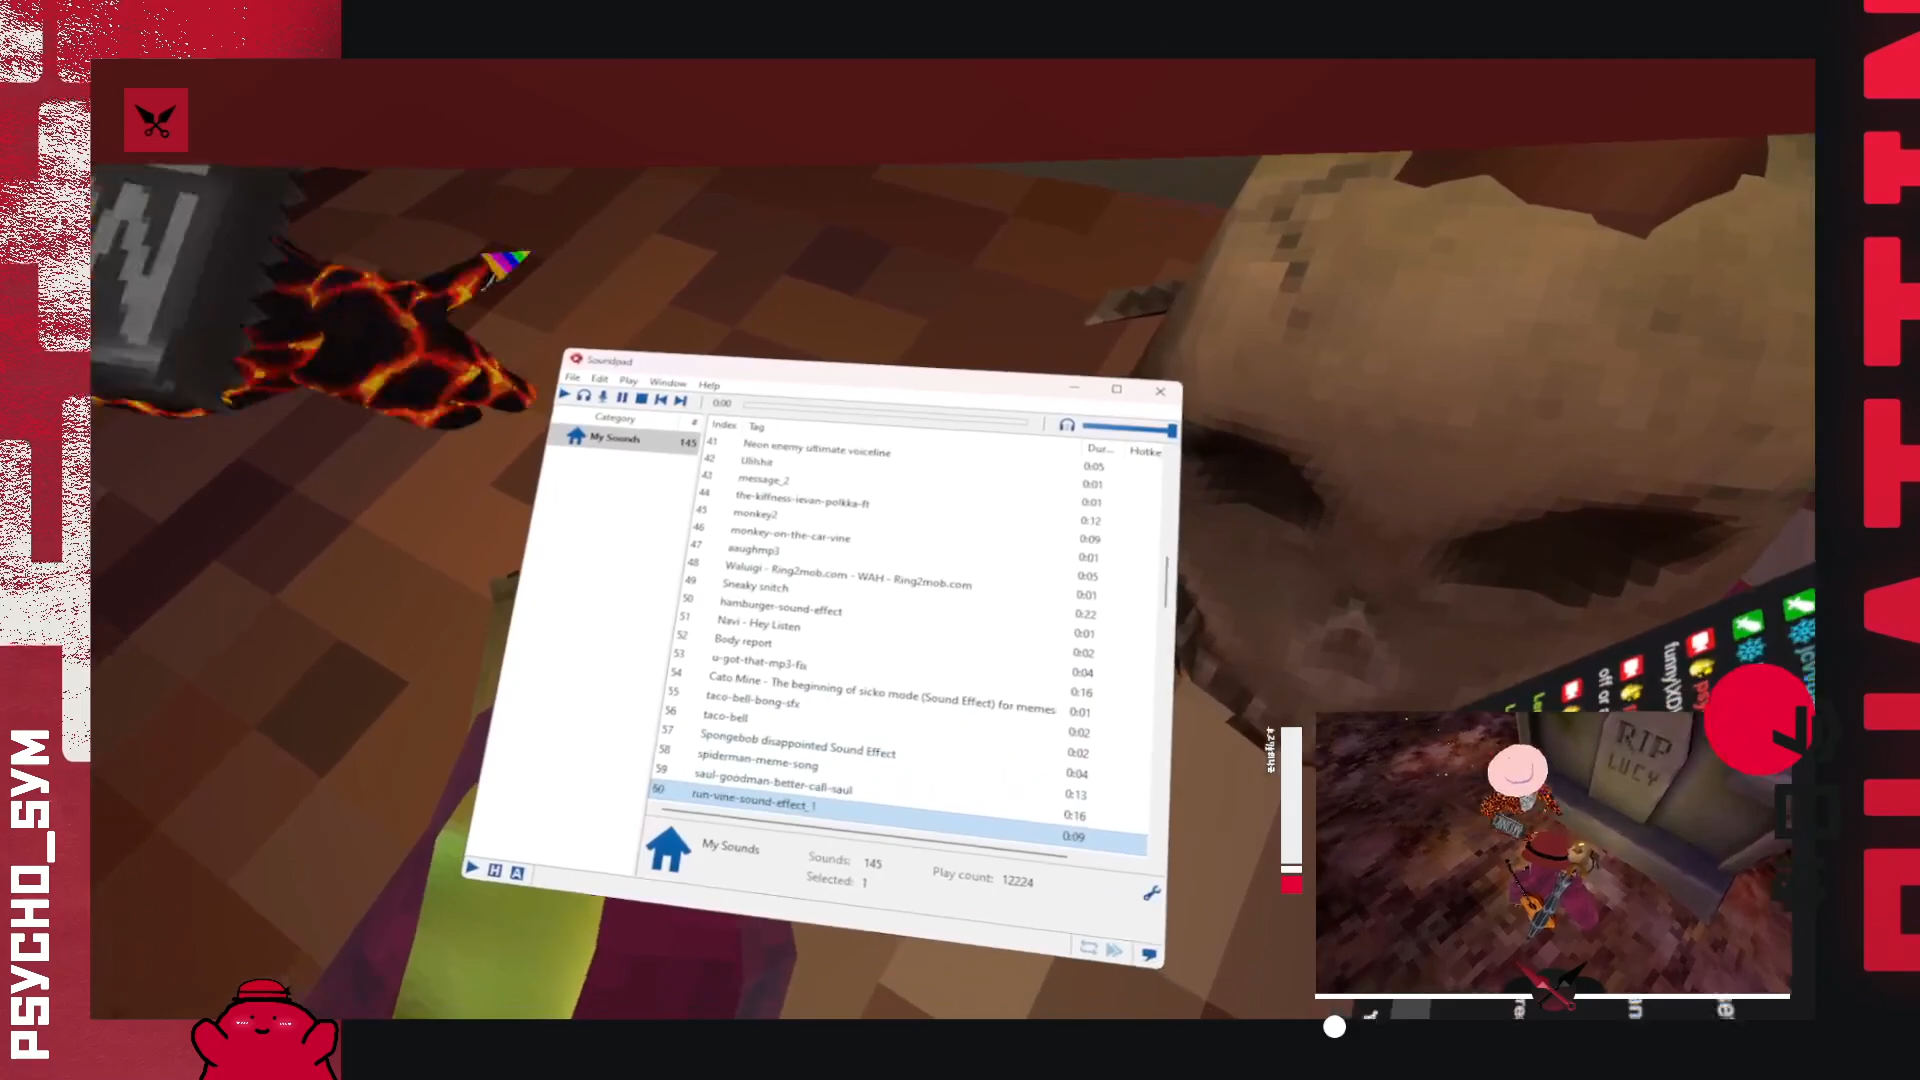 PSYCHO_SYM
Soundpad
File Edit Play Window Help
0:00
Category #
My Sounds 145
Index Tag Dur... Hotke
41 Neon enemy ultimate voiceline 0:05
42 Ulilshit 0:01
43 message_2 0:01
44 the-kiffness-ievan-polkka-ft 0:12
45 monkey2 0:09
46 monkey-on-the-car-vine 0:01
47 aaughmp3 0:05
48 Waluigi - Ring2mob.com - WAH - Ring2mob.com 0:01
49 Sneaky snitch 0:22
50 hamburger-sound-effect 0:01
51 Navi - Hey Listen 0:02
52 Body report 0:04
53 u-got-that-mp3-fix 0:16
54 Cato Mine - The beginning of sicko mode (Sound Effect) for memes 0:01
55 taco-bell-bong-sfx 0:02
56 taco-bell 0:02
57 Spongebob disappointed Sound Effect 0:04
58 spiderman-meme-song 0:13
59 saul-goodman-better-call-saul 0:16
60 run-vine-sound-effect_1 0:09
My Sounds
Sounds: 145
Selected: 1
Play count: 12224
H A
RIP
LUCY